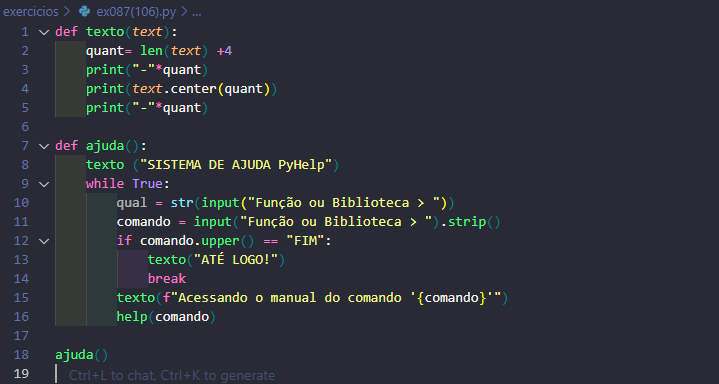 exercicios > ex087(106).py > ...
1 def texto(text):
2     quant= len(text) +4
3     print("-"*quant)
4     print(text.center(quant))
5     print("-"*quant)
6
7 def ajuda():
8     texto ("SISTEMA DE AJUDA PyHelp")
9     while True:
10         qual = str(input("Função ou Biblioteca > "))
11         comando = input("Função ou Biblioteca > ").strip()
12         if comando.upper() == "FIM":
13             texto("ATÉ LOGO!")
14             break
15         texto(f"Acessando o manual do comando '{comando}'")
16         help(comando)
17
18 ajuda()
19 Ctrl+L to chat, Ctrl+K to generate